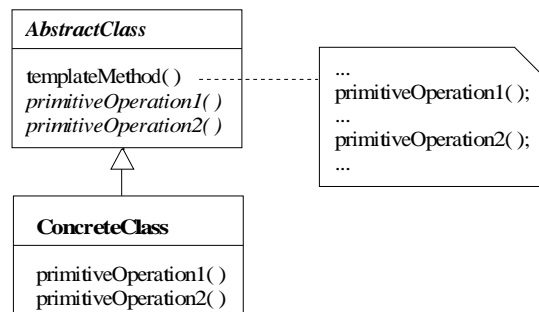 AbstractClass
templateMethod( )
primitiveOperation1( )
primitiveOperation2( )
...
primitiveOperation1( );
...
primitiveOperation2( );
...
ConcreteClass
primitiveOperation1( )
primitiveOperation2( )